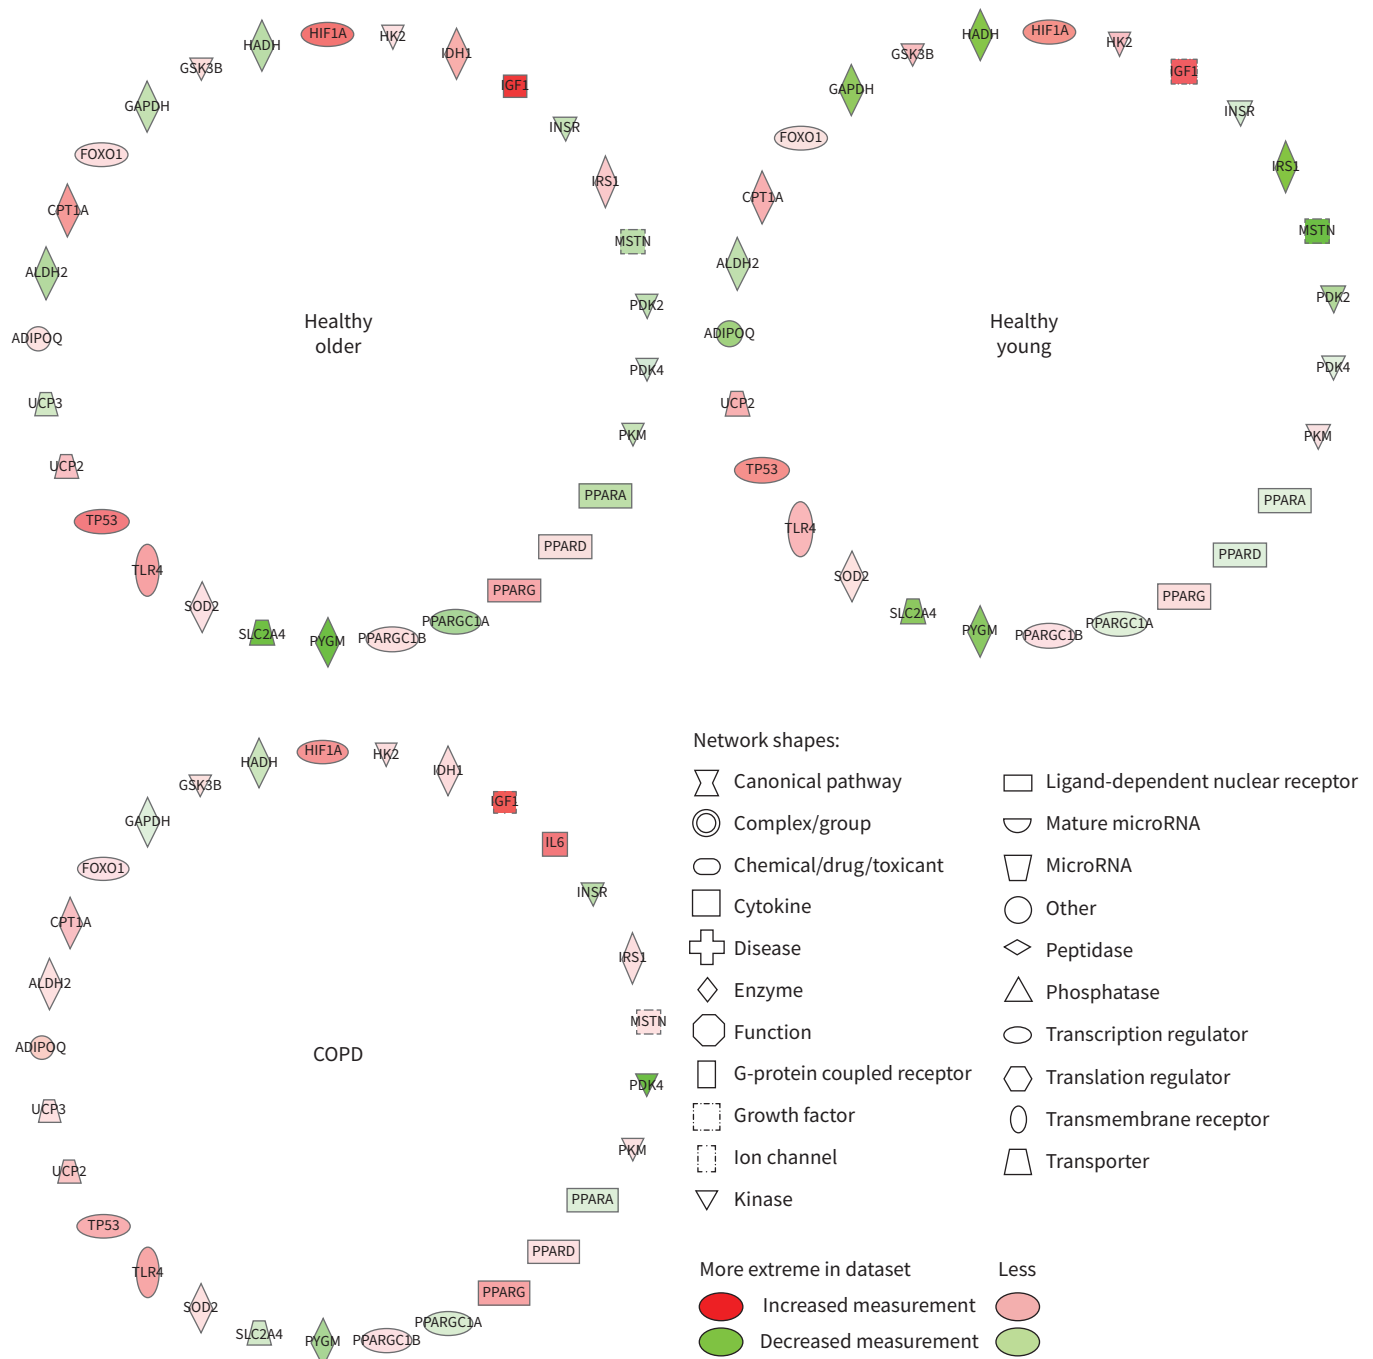 HADH
HIF1A
HK2
IDH1
IGF1
INSR
IRS1
MSTN
PDK2
PDK4
PKM
PPARA
PPARD
PPARG
PPARGC1A
PPARGC1B
PYGM
SLC2A4
SOD2
TLR4
TP53
UCP2
UCP3
ADIPOQ
ALDH2
CPT1A
FOXO1
GAPDH
GSK3B
Healthy
older
HADH
HIF1A
HK2
IGF1
INSR
IRS1
MSTN
PDK2
PDK4
PKM
PPARA
PPARD
PPARG
PPARGC1A
PPARGC1B
PYGM
SLC2A4
SOD2
TLR4
TP53
UCP2
ADIPOQ
ALDH2
CPT1A
FOXO1
GAPDH
GSK3B
Healthy
young
HADH
HIF1A
HK2
IDH1
IGF1
IL6
INSR
IRS1
MSTN
PDK4
PKM
PPARA
PPARD
PPARG
PPARGC1A
PPARGC1B
PYGM
SLC2A4
SOD2
TLR4
TP53
UCP2
UCP3
ADIPOQ
ALDH2
CPT1A
FOXO1
GAPDH
GSK3B
COPD
Network shapes:
Canonical pathway
Complex/group
Chemical/drug/toxicant
Cytokine
Disease
Enzyme
Function
G-protein coupled receptor
Growth factor
Ion channel
Kinase
Ligand-dependent nuclear receptor
Mature microRNA
MicroRNA
Other
Peptidase
Phosphatase
Transcription regulator
Translation regulator
Transmembrane receptor
Transporter
More extreme in dataset
Less
Increased measurement
Decreased measurement